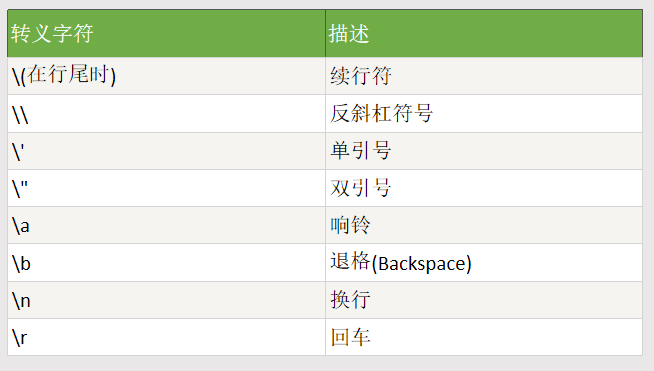 转义字符 描述
\(在行尾时) 续行符
\\ 反斜杠符号
\' 单引号
\" 双引号
\a 响铃
\b 退格(Backspace)
\n 换行
\r 回车